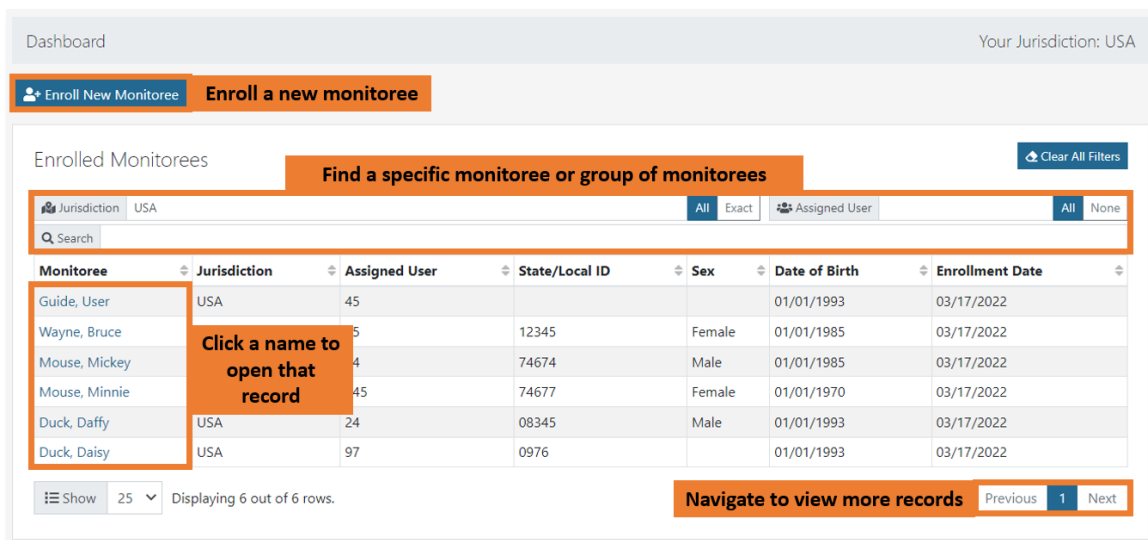 Dashboard Your Jurisdiction: USA
Enroll New Monitoree Enroll a new monitoree
Enrolled Monitorees Clear All Filters
Find a specific monitoree or group of monitorees
Jurisdiction USA All Exact Assigned User All None
Search
Monitoree Jurisdiction Assigned User State/Local ID Sex Date of Birth Enrollment Date
Guide, User USA 45 01/01/1993 03/17/2022
Wayne, Bruce 5 12345 Female 01/01/1985 03/17/2022
Click a name to
Mouse, Mickey 4 74674 Male 01/01/1985 03/17/2022
open that
Mouse, Minnie 45 74677 Female 01/01/1970 03/17/2022
record
Duck, Daffy USA 24 08345 Male 01/01/1993 03/17/2022
Duck, Daisy USA 97 0976 01/01/1993 03/17/2022
Show 25 Displaying 6 out of 6 rows. Navigate to view more records Previous 1 Next